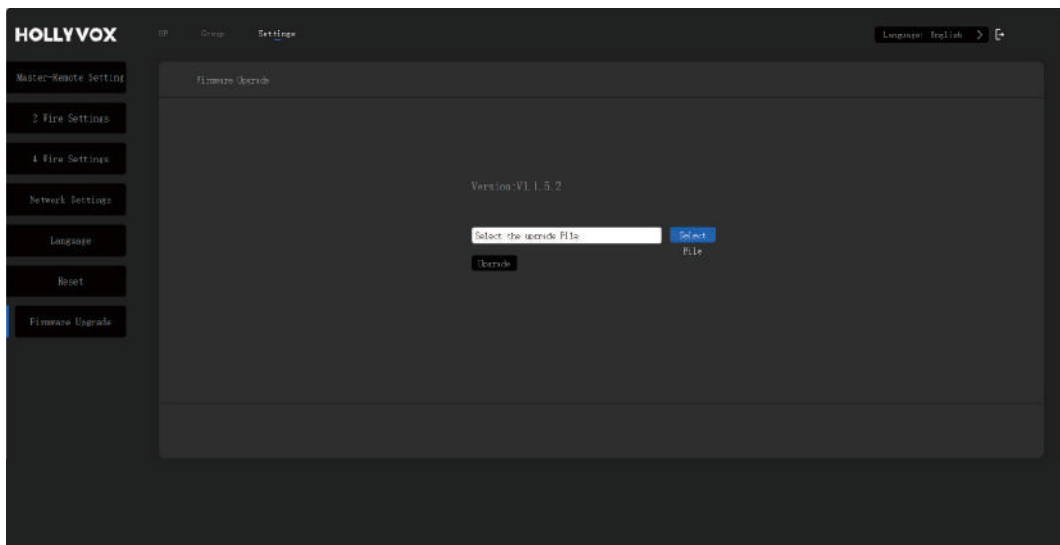 HOLLYVOX
BP Group Settings
Language: English >
Master-Remote Setting
2 Wire Settings
4 Wire Settings
Network Settings
Language
Reset
Firmware Upgrade
Firmware Upgrade
Version:V1.1.5.2
Select the upgrade File
Select
File
Upgrade